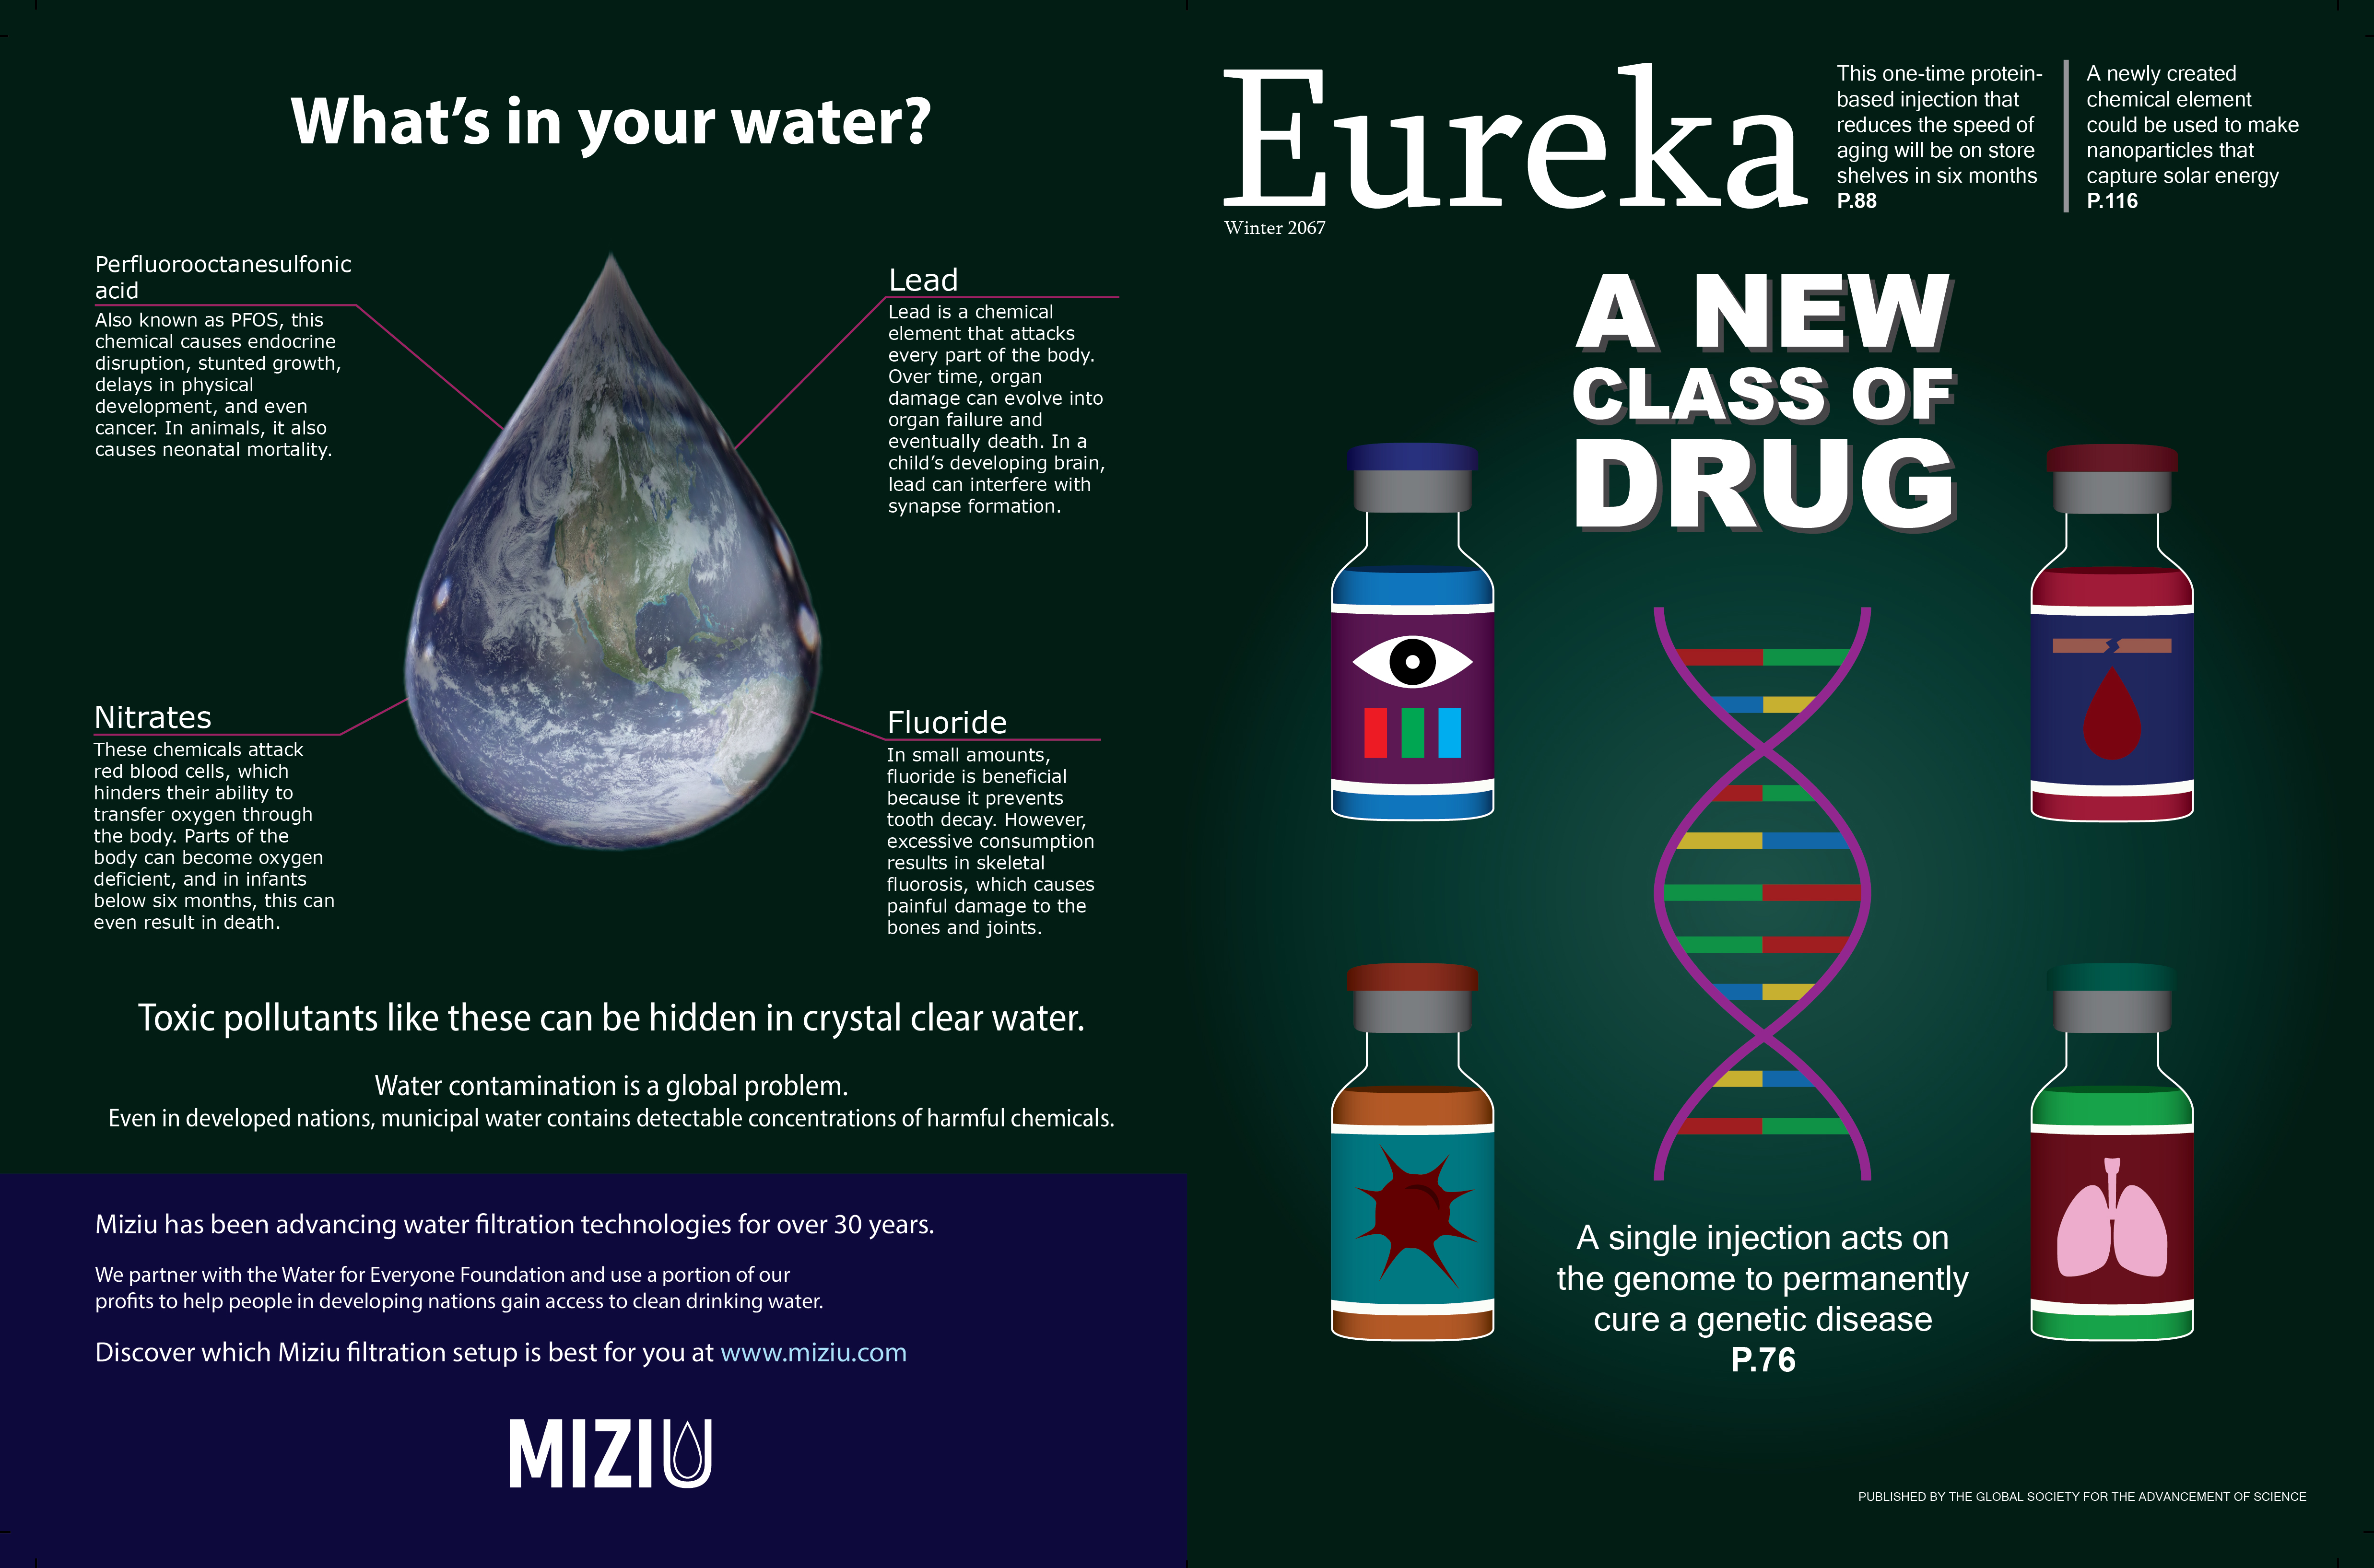 What’s in your water?
Perfluorooctanesulfonic
acid
Also known as PFOS, this
chemical causes endocrine
disruption, stunted growth,
delays in physical
development, and even
cancer. In animals, it also
causes neonatal mortality.
Lead
Lead is a chemical
element that attacks
every part of the body.
Over time, organ
damage can evolve into
organ failure and
eventually death. In a
child’s developing brain,
lead can interfere with
synapse formation.
Nitrates
These chemicals attack
red blood cells, which
hinders their ability to
transfer oxygen through
the body. Parts of the
body can become oxygen
deficient, and in infants
below six months, this can
even result in death.
Fluoride
In small amounts,
fluoride is beneficial
because it prevents
tooth decay. However,
excessive consumption
results in skeletal
fluorosis, which causes
painful damage to the
bones and joints.
Toxic pollutants like these can be hidden in crystal clear water.
Water contamination is a global problem.
Even in developed nations, municipal water contains detectable concentrations of harmful chemicals.
Miziu has been advancing water filtration technologies for over 30 years.
We partner with the Water for Everyone Foundation and use a portion of our
profits to help people in developing nations gain access to clean drinking water.
Discover which Miziu filtration setup is best for you at www.miziu.com
MIZIU
Eureka
Winter 2067
This one-time protein-
based injection that
reduces the speed of
aging will be on store
shelves in six months
P.88
A newly created
chemical element
could be used to make
nanoparticles that
capture solar energy
P.116
A NEW
CLASS OF
DRUG
A single injection acts on
the genome to permanently
cure a genetic disease
P.76
PUBLISHED BY THE GLOBAL SOCIETY FOR THE ADVANCEMENT OF SCIENCE